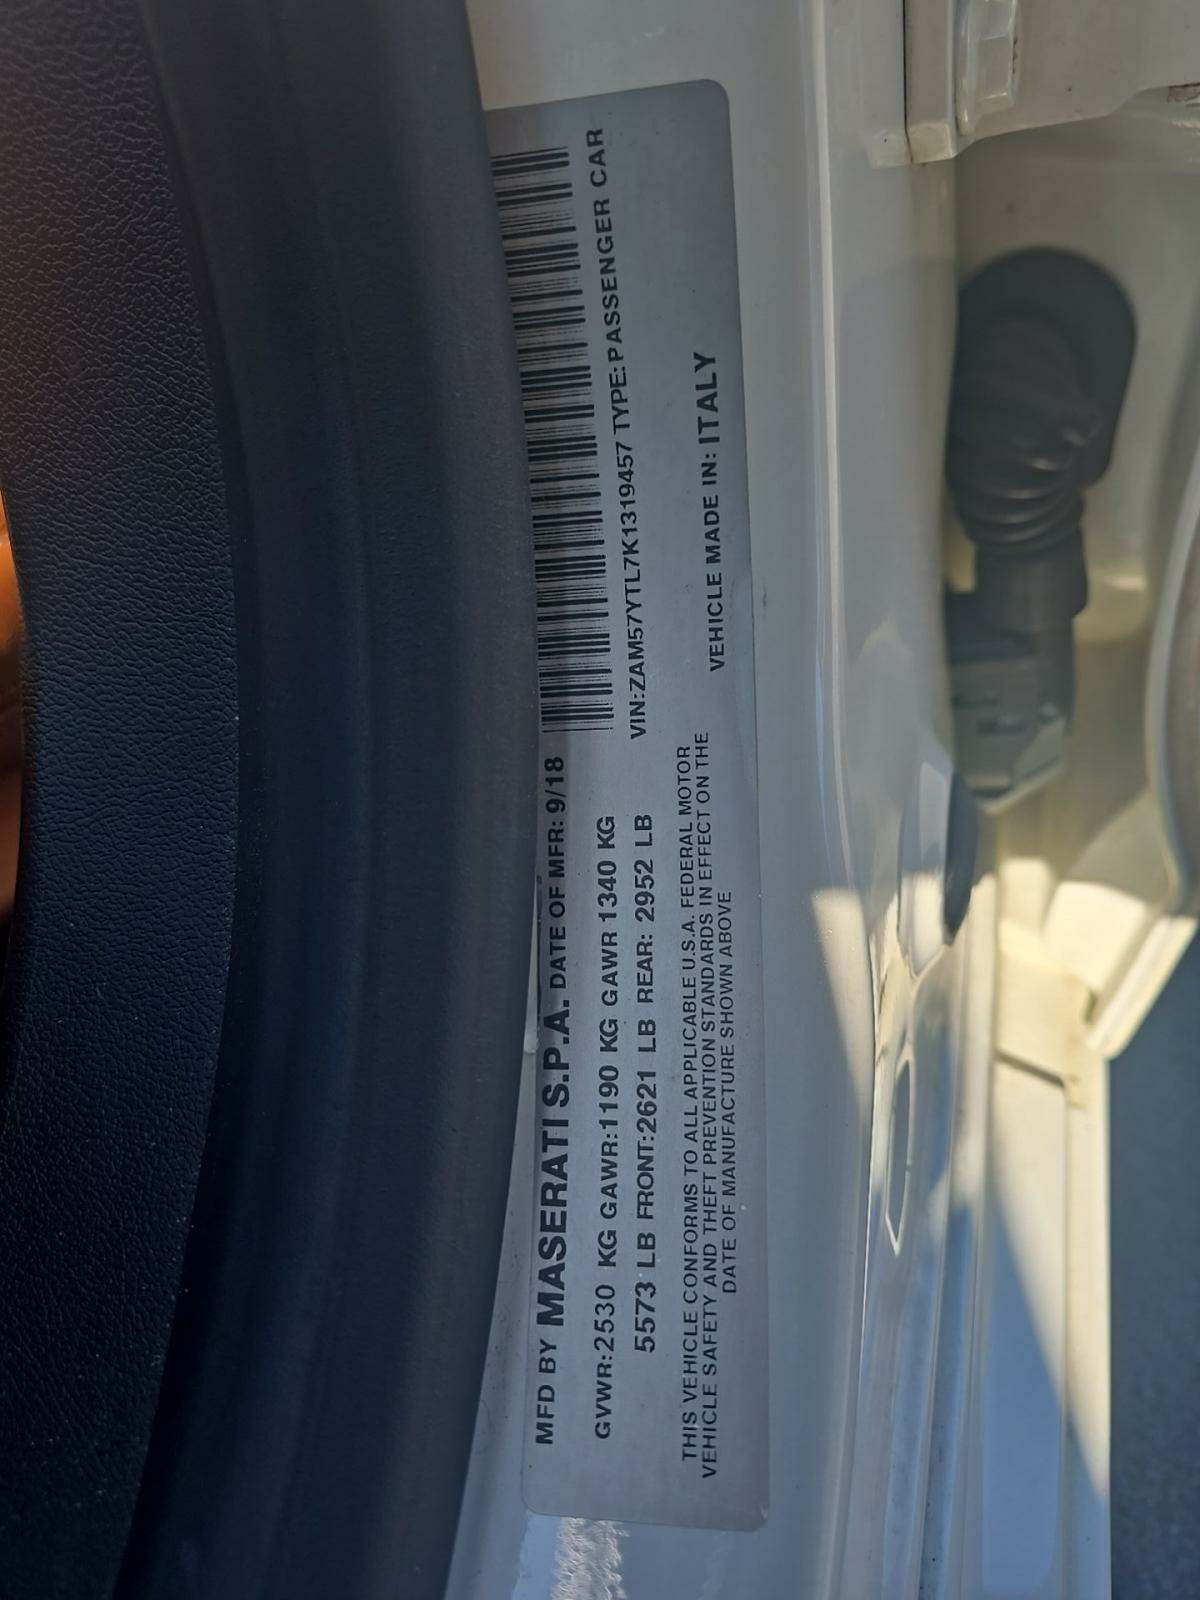 MFD BY MASERATI S.P.A. DATE OF MFR: 9/18
GVWR:2530 KG GAWR:1190 KG GAWR 1340 KG
5573 LB FRONT:2621 LB REAR: 2952 LB
VIN:ZAM57YTL7K1319457 TYPE:PASSENGER CAR
THIS VEHICLE CONFORMS TO ALL APPLICABLE U.S.A. FEDERAL MOTOR
VEHICLE SAFETY AND THEFT PREVENTION STANDARDS IN EFFECT ON THE
DATE OF MANUFACTURE SHOWN ABOVE
VEHICLE MADE IN: ITALY